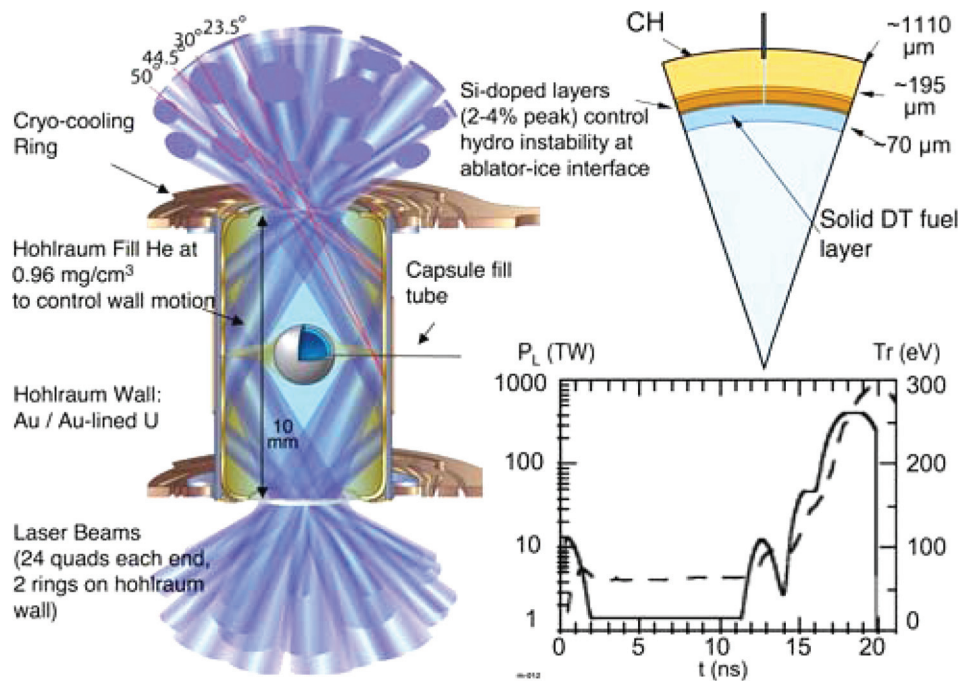 50°
44.5°
30°
23.5°
Cryo-cooling
Ring
Hohlraum Fill He at
0.96 mg/cm³
to control wall motion
Hohlraum Wall:
Au / Au-lined U
Laser Beams
(24 quads each end,
2 rings on hohlraum
wall)
10
mm
Capsule fill
tube
Si-doped layers
(2-4% peak) control
hydro instability at
ablator-ice interface
CH
~1110
µm
~195
µm
~70 µm
Solid DT fuel
layer
P_L (TW)
Tr (eV)
1000
100
10
1
300
200
100
0
0
5
10
15
20
t (ns)